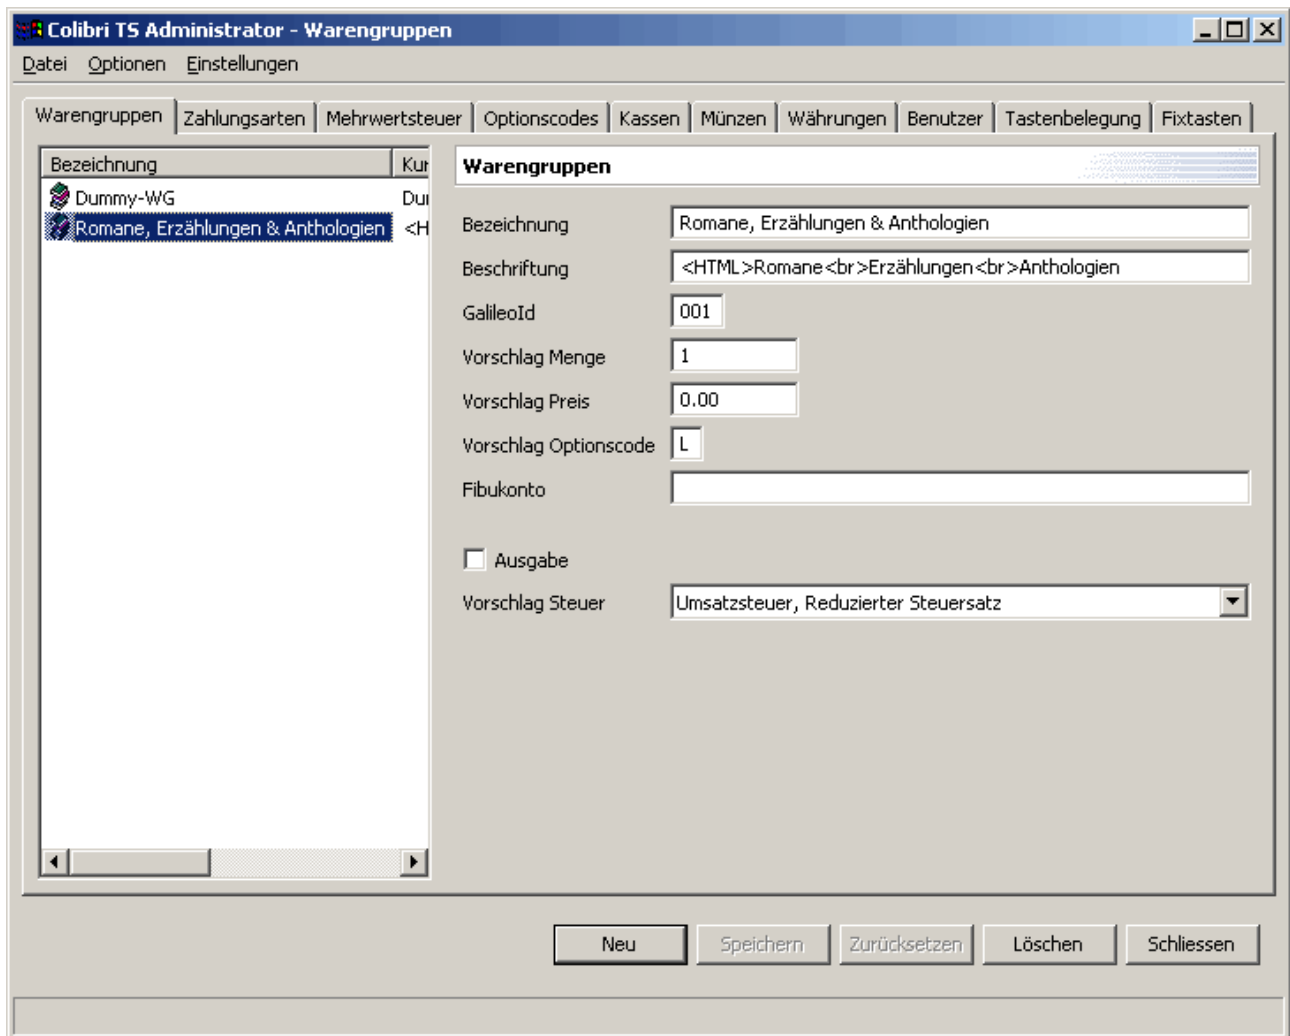 Colibri TS Administrator - Warengruppen
Datei Optionen Einstellungen
Warengruppen Zahlungsarten Mehrwertsteuer Optionscodes Kassen Münzen Währungen Benutzer Tastenbelegung Fixtasten
Bezeichnung Kur
Dummy-WG Dur
Romane, Erzählungen & Anthologien <H
Warengruppen
Bezeichnung Romane, Erzählungen & Anthologien
Beschriftung <HTML>Romane<br>Erzählungen<br>Anthologien
GalileoId 001
Vorschlag Menge 1
Vorschlag Preis 0.00
Vorschlag Optionscode L
Fibukonto
Ausgabe
Vorschlag Steuer Umsatzsteuer, Reduzierter Steuersatz
Neu Speichern Zurücksetzen Löschen Schliessen